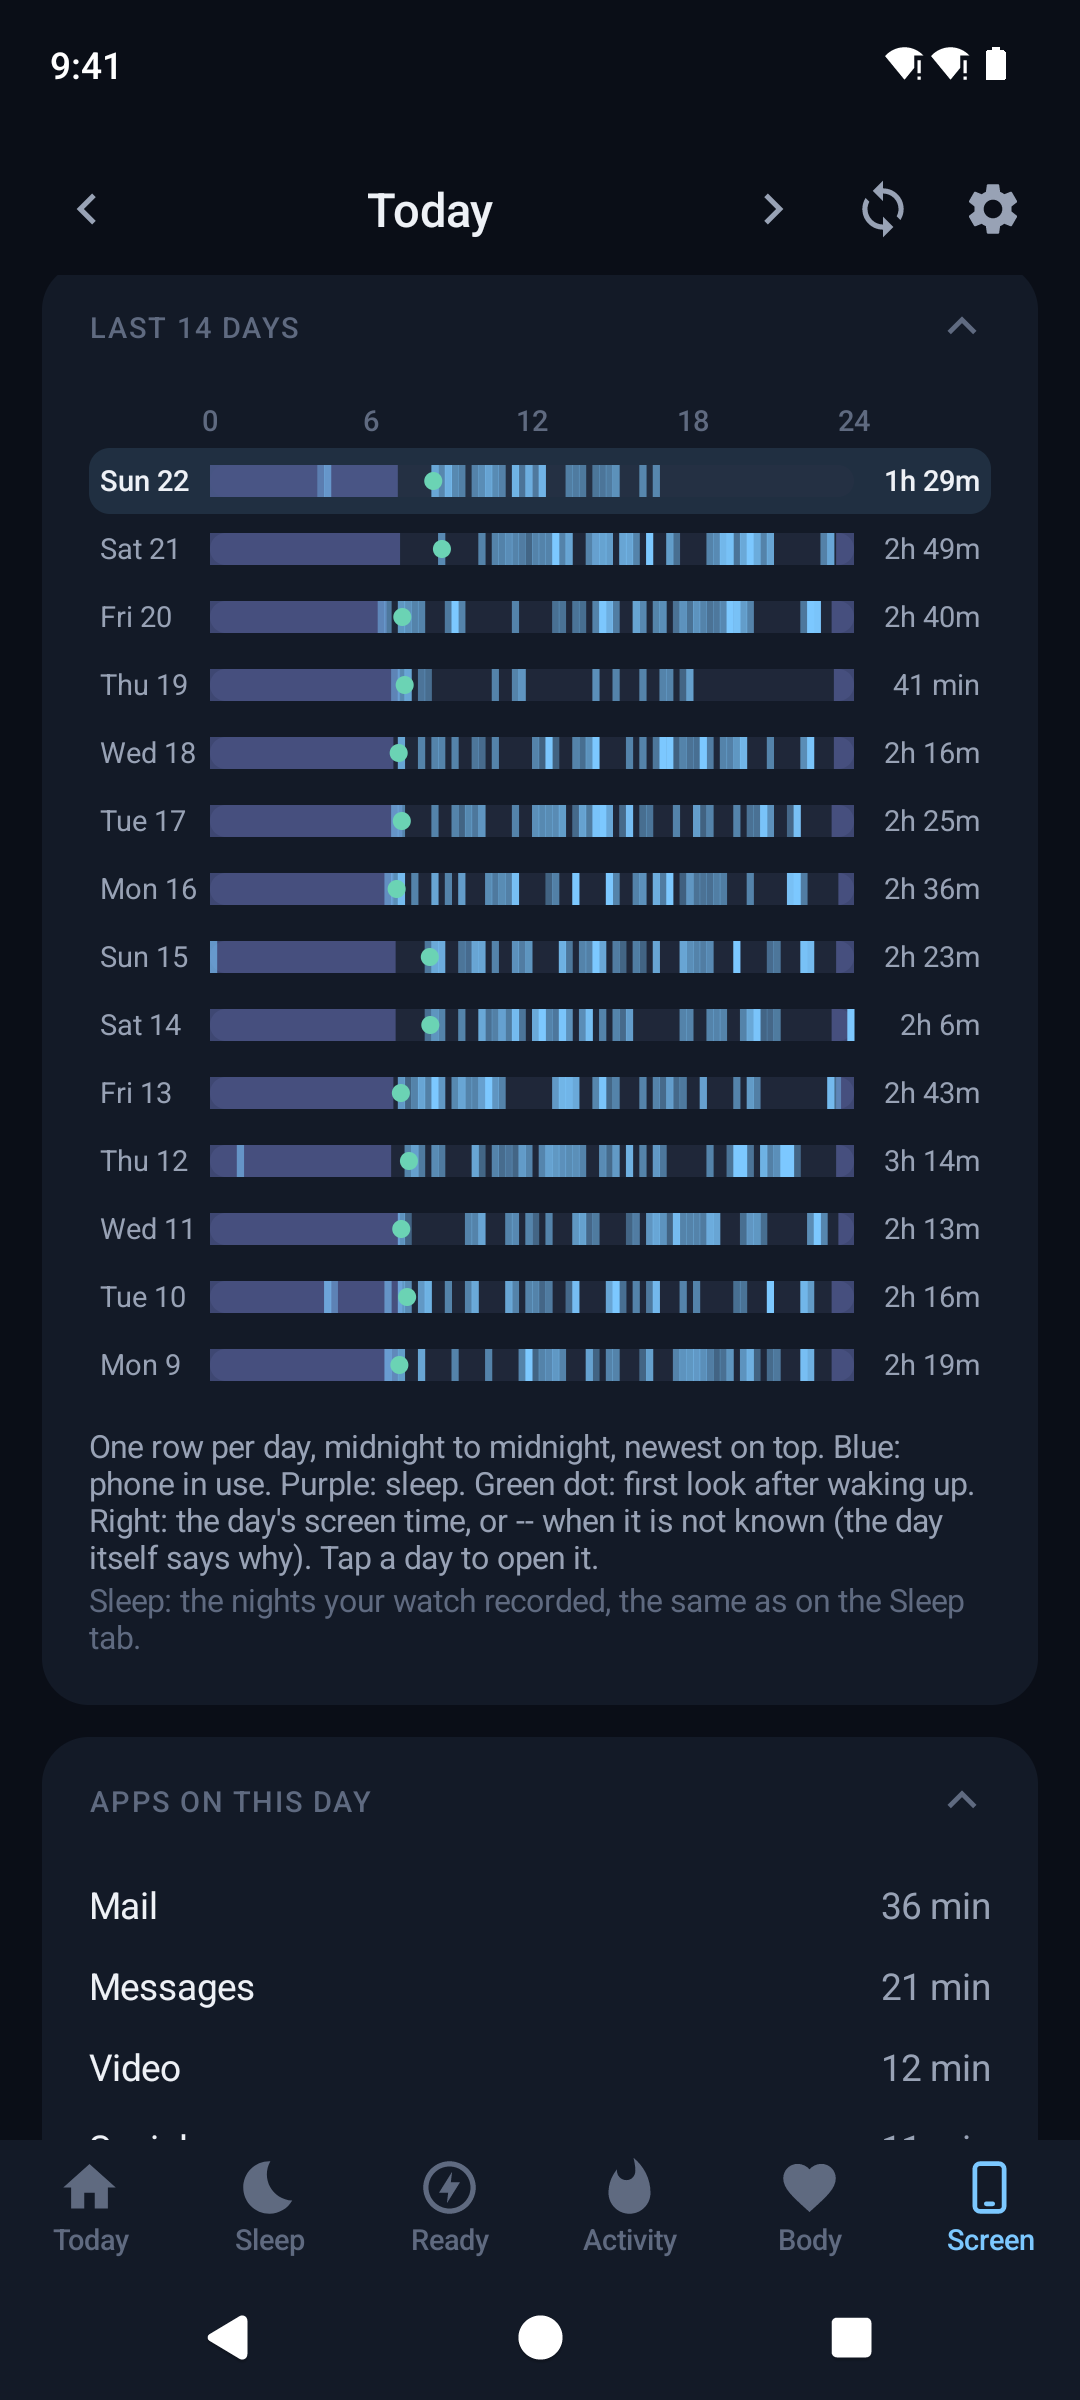 9:41
Today
LAST 14 DAYS
0 6 12 18 24
Sun 22 1h 29m
Sat 21 2h 49m
Fri 20 2h 40m
Thu 19 41 min
Wed 18 2h 16m
Tue 17 2h 25m
Mon 16 2h 36m
Sun 15 2h 23m
Sat 14 2h 6m
Fri 13 2h 43m
Thu 12 3h 14m
Wed 11 2h 13m
Tue 10 2h 16m
Mon 9 2h 19m
One row per day, midnight to midnight, newest on top. Blue:
phone in use. Purple: sleep. Green dot: first look after waking up.
Right: the day's screen time, or -- when it is not known (the day
itself says why). Tap a day to open it.
Sleep: the nights your watch recorded, the same as on the Sleep
tab.
APPS ON THIS DAY
Mail 36 min
Messages 21 min
Video 12 min
Today Sleep Ready Activity Body Screen